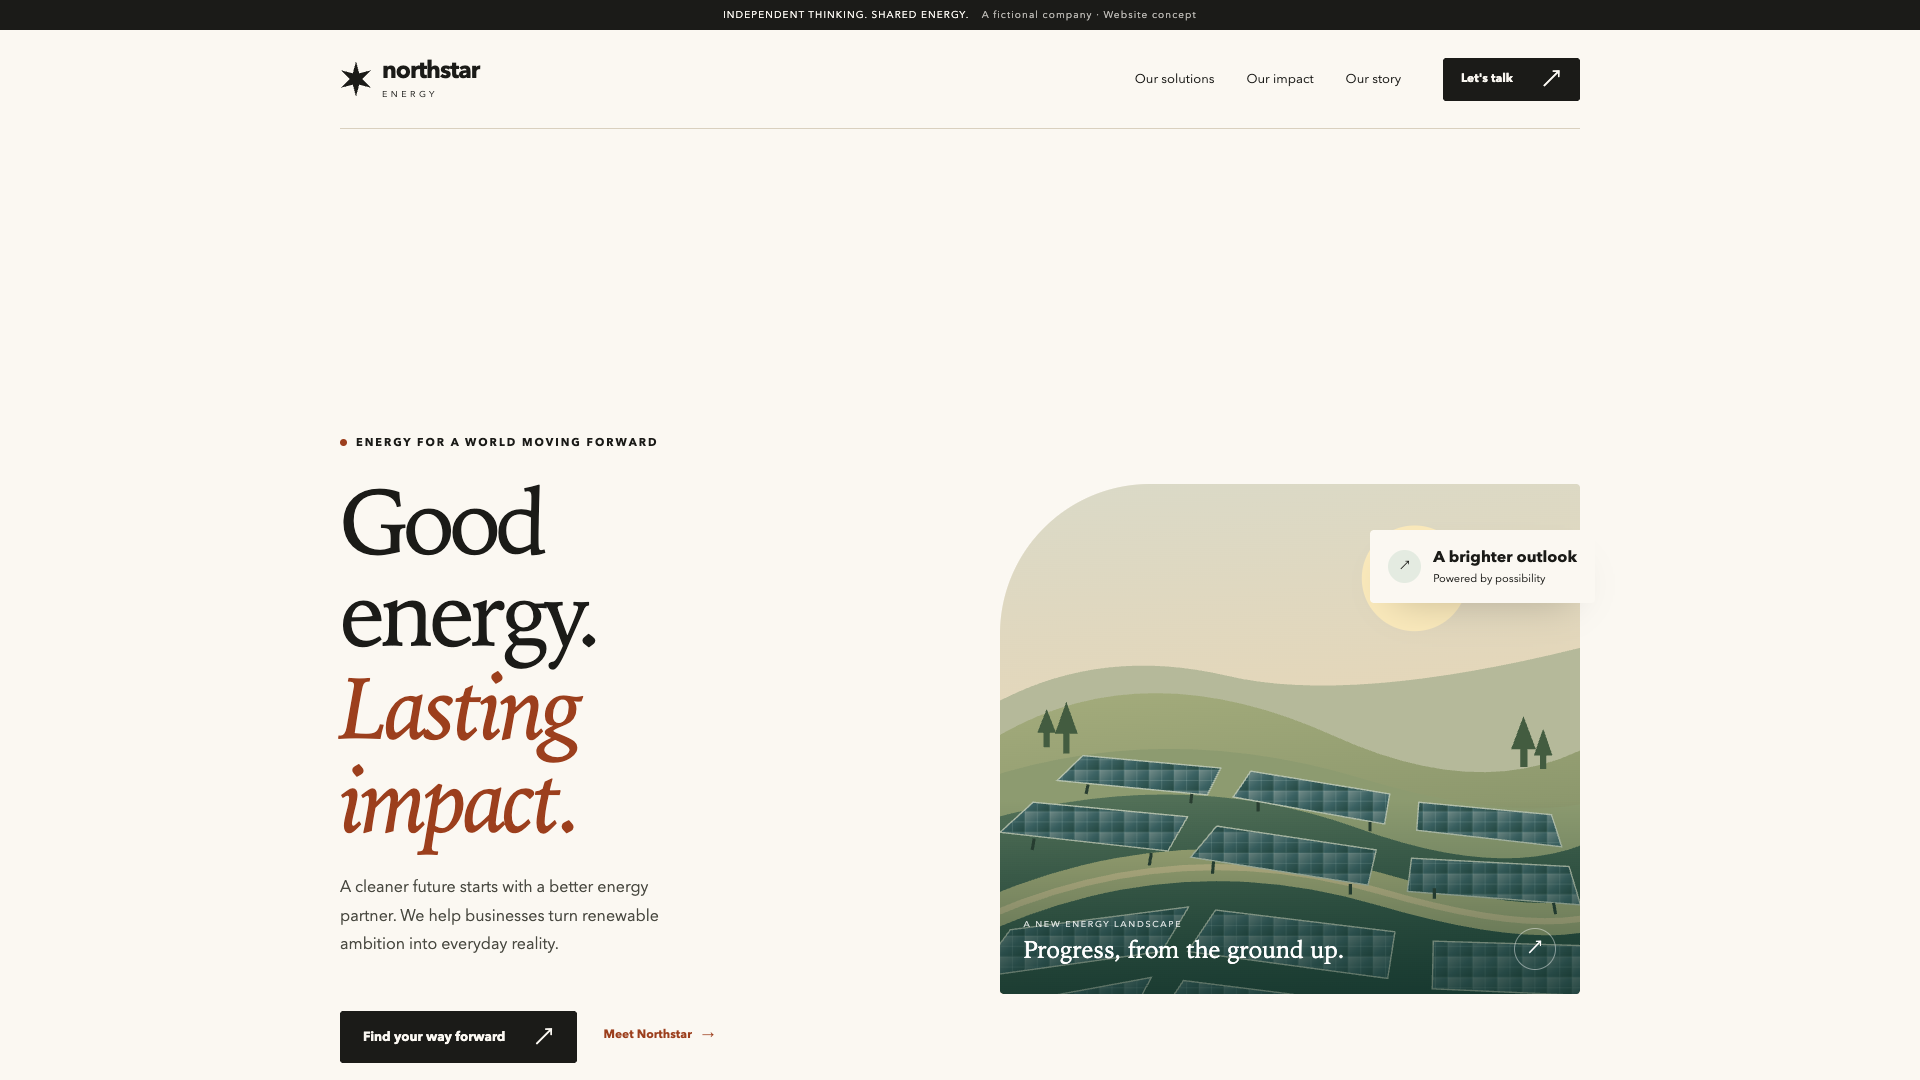 INDEPENDENT THINKING. SHARED ENERGY. A fictional company · Website concept
northstar
ENERGY
Our solutions
Our impact
Our story
Let's talk ↗
ENERGY FOR A WORLD MOVING FORWARD
Good
energy.
Lasting
impact.
A cleaner future starts with a better energy
partner. We help businesses turn renewable
ambition into everyday reality.
Find your way forward ↗
Meet Northstar →
A brighter outlook
Powered by possibility
A NEW ENERGY LANDSCAPE
Progress, from the ground up.